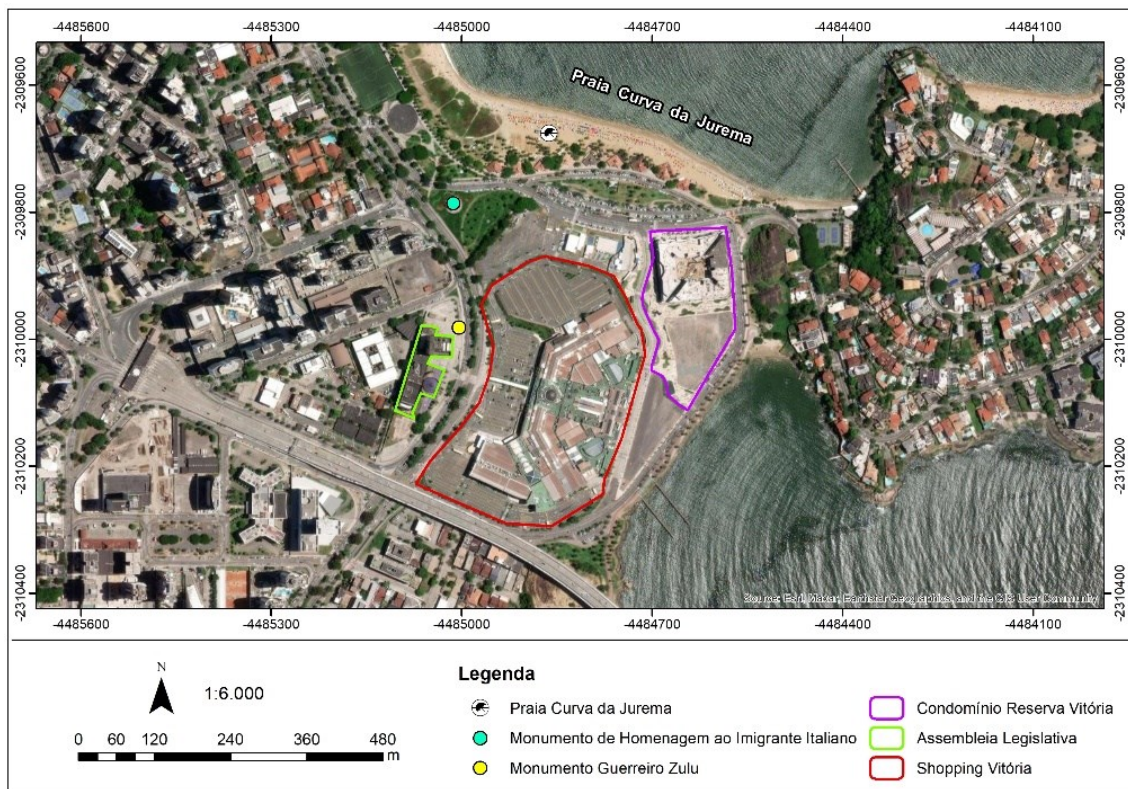 -4485600 -4485300 -4485000 -4484700 -4484400 -4484100
-2309600
-2309800
-2310000
-2310200
-2310400
-2309600
-2309800
-2310000
-2310200
-2310400
Praia Curva da Jurema
Source: Esri, Maxar, Earthstar Geographics, and the GIS User Community
-4485600 -4485300 -4485000 -4484700 -4484400 -4484100
N
1:6.000
0 30 60 120 240 360 480
m
Legenda
Praia Curva da Jurema
Monumento de Homenagem ao Imigrante Italiano
Monumento Guerreiro Zulu
Condomínio Reserva Vitória
Assembleia Legislativa
Shopping Vitória